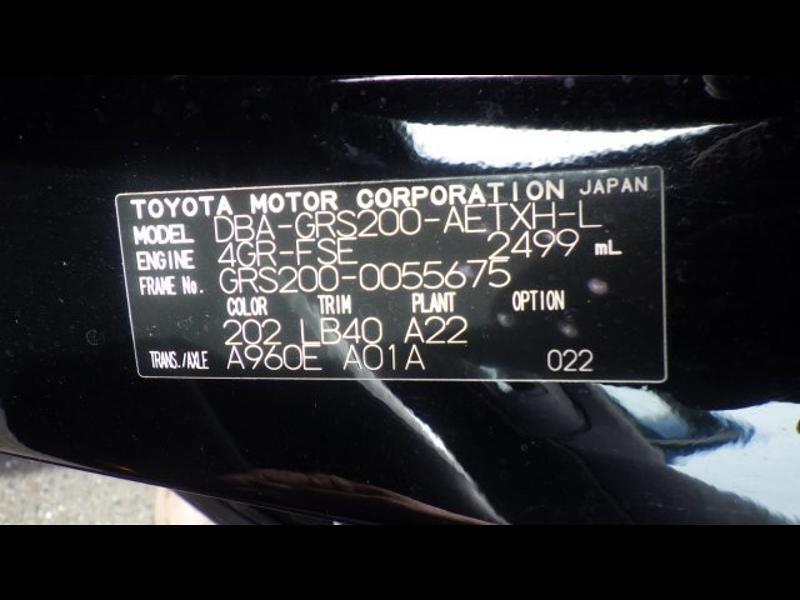 TOYOTA MOTOR CORPORATION JAPAN
MODEL DBA-GRS200-AETXH-L
ENGINE 4GR-FSE 2499 mL
FRAME No. GRS200-0055675
COLOR TRIM PLANT OPTION
202 LB40 A22
TRANS./AXLE A960E A01A 022